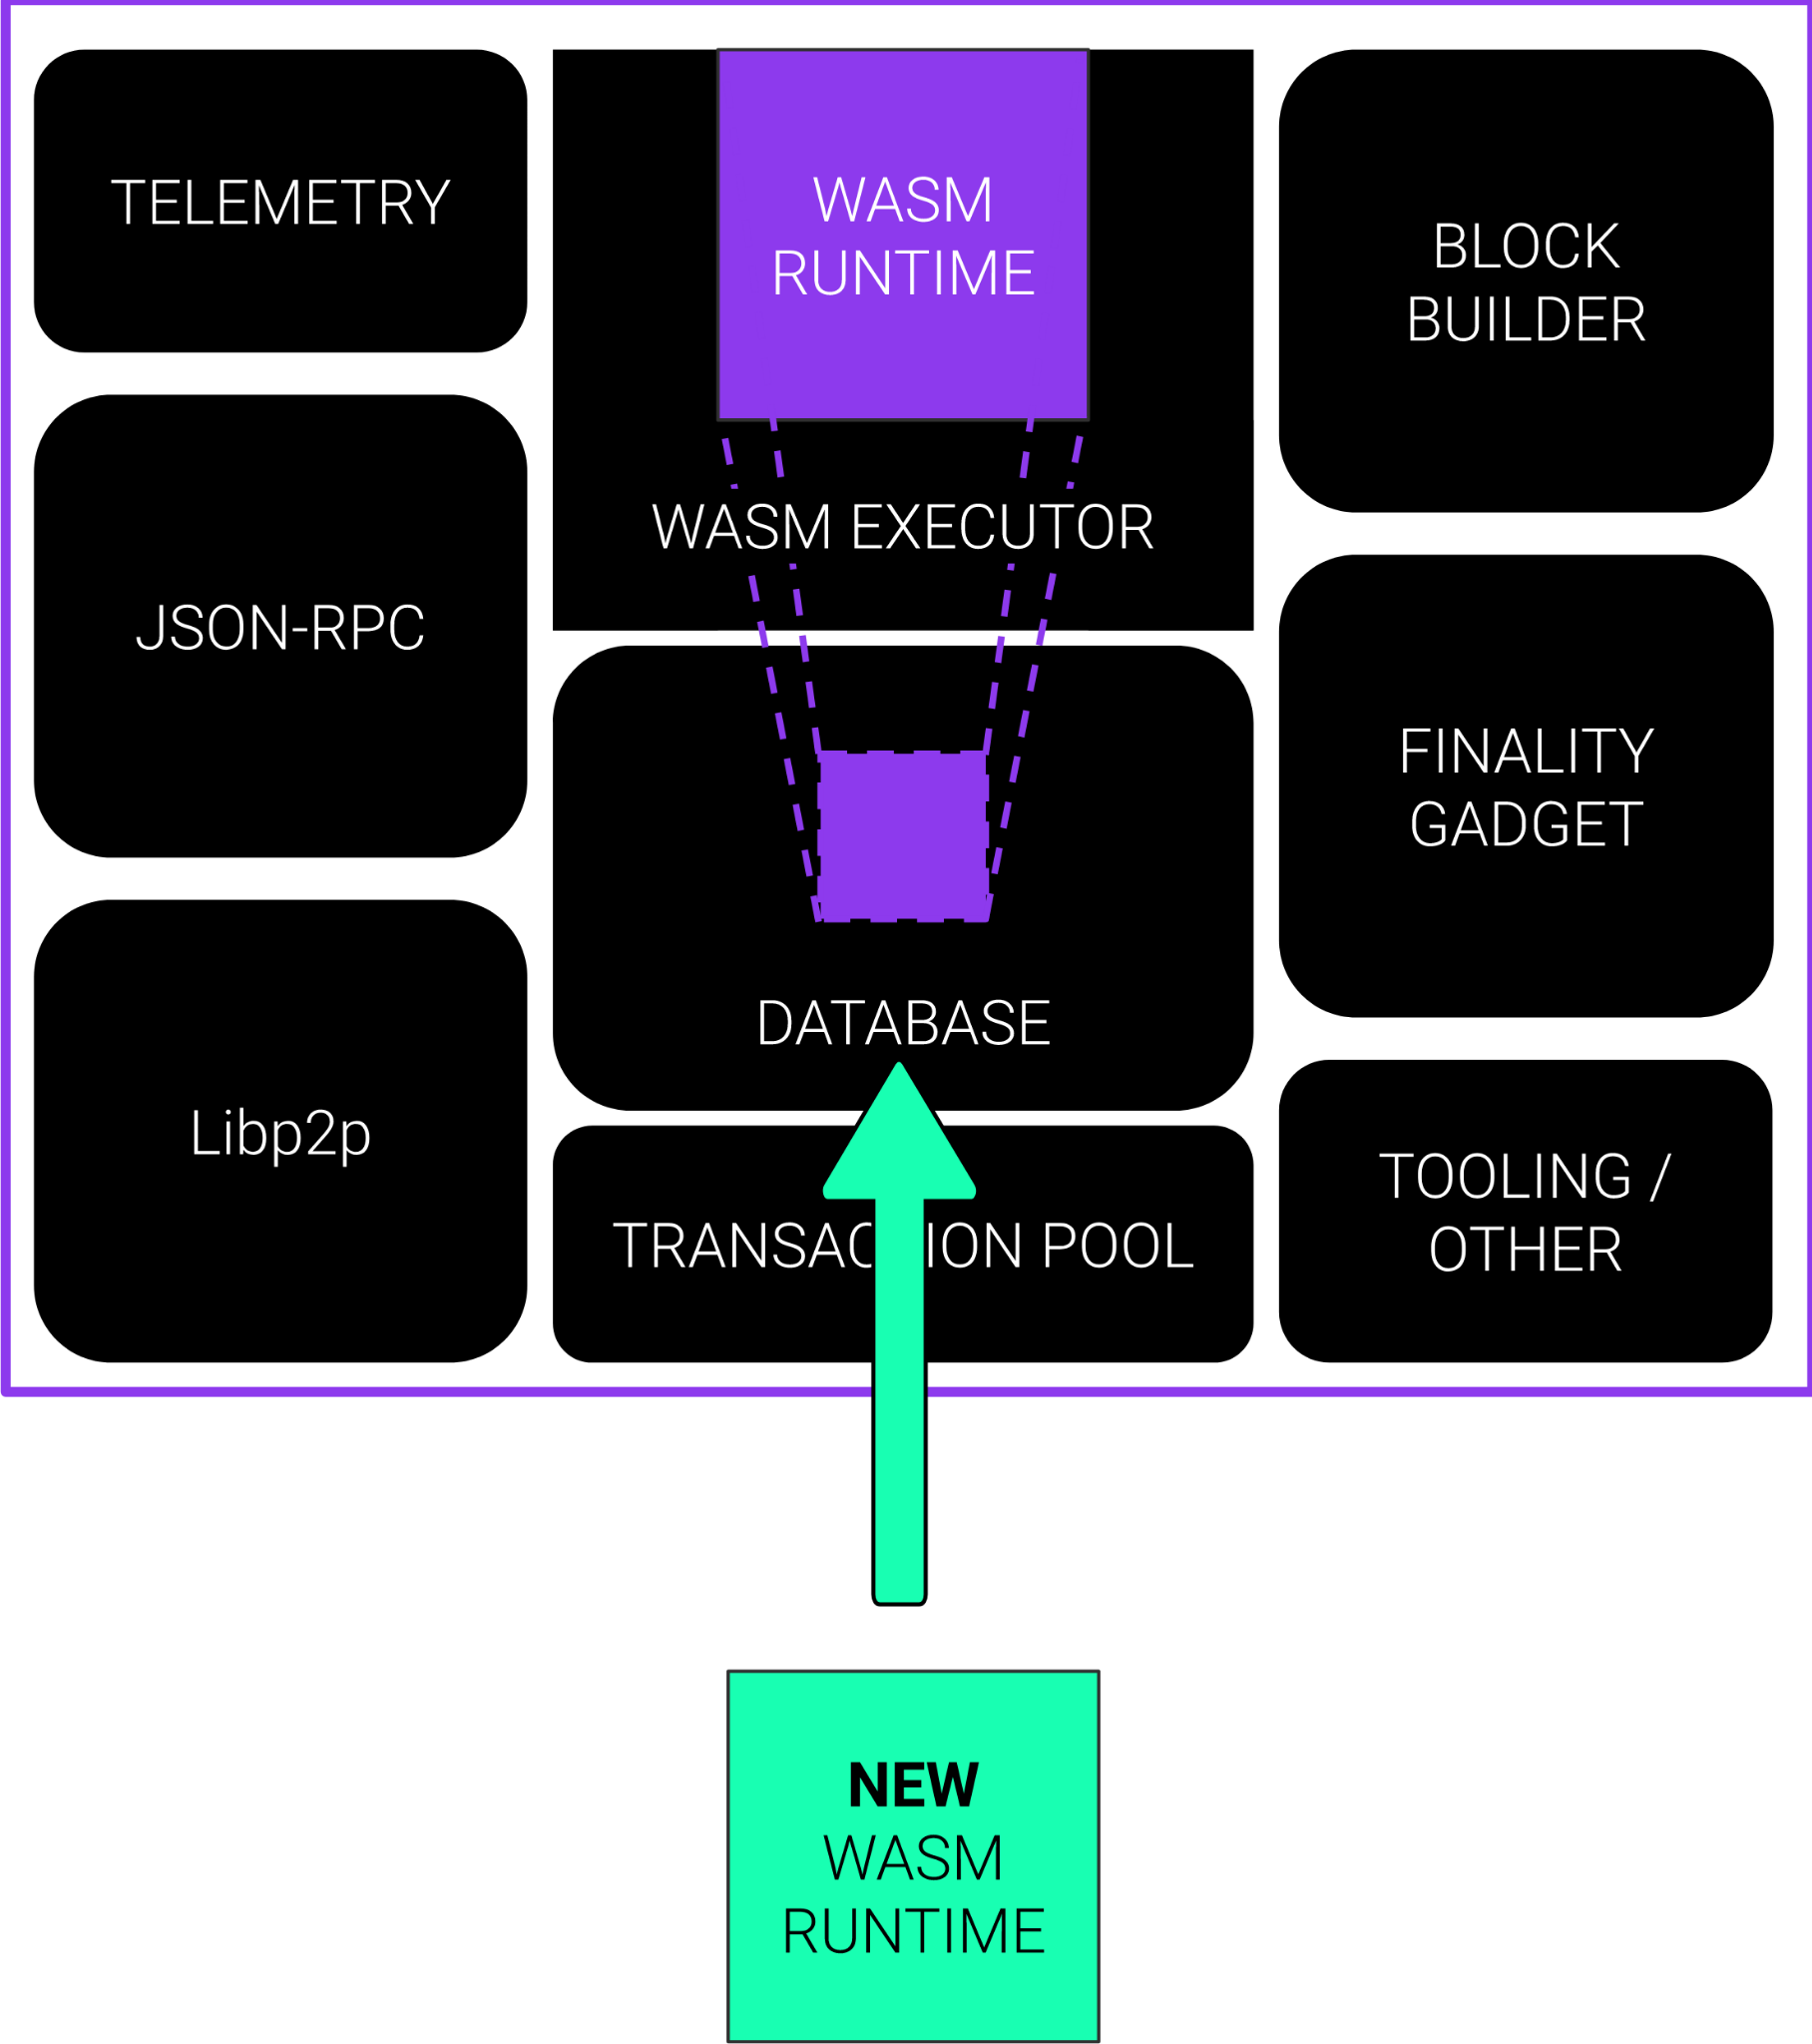 TELEMETRY
JSON-RPC
Libp2p
WASM
RUNTIME
WASM EXECUTOR
DATABASE
TRANSACTION POOL
BLOCK
BUILDER
FINALITY
GADGET
TOOLING /
OTHER
NEW
WASM
RUNTIME